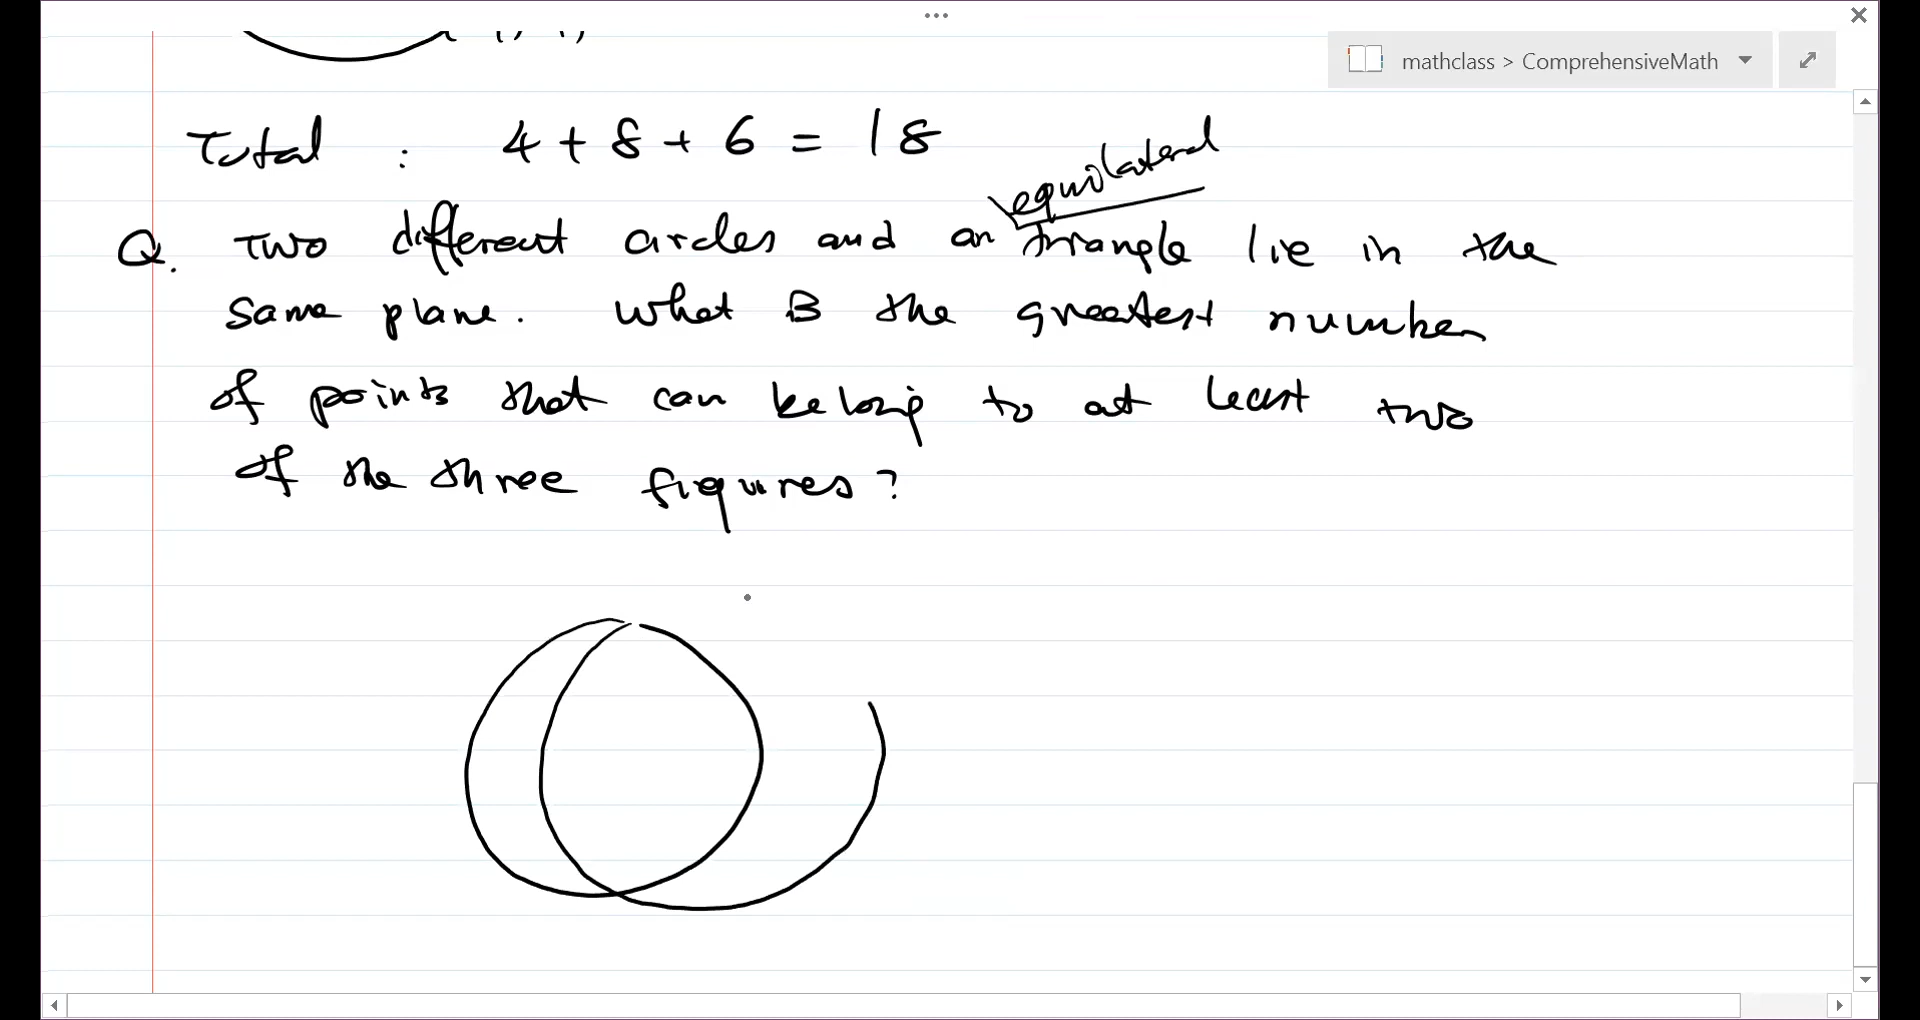 mathclass > ComprehensiveMath
Total : 4 + 8 + 6 = 18
equilateral
Q. Two different circles and an triangle lie in the
same plane. What is the greatest number
of points that can belong to at least two
of the three figures?